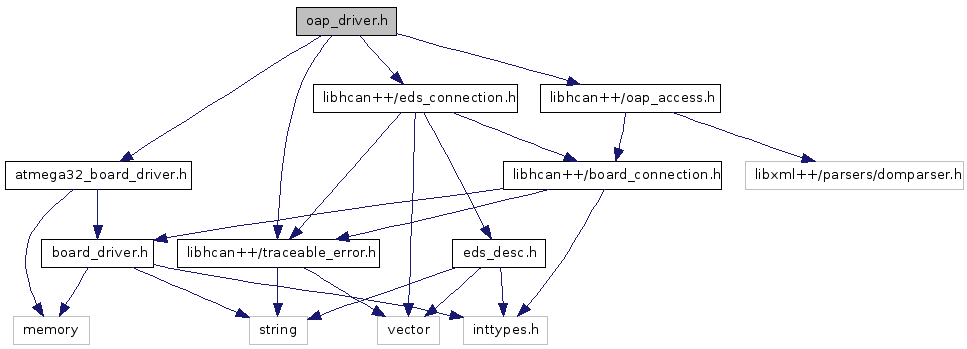 oap_driver.h
libhcan++/eds_connection.h
libhcan++/oap_access.h
atmega32_board_driver.h
libhcan++/board_connection.h
libxml++/parsers/domparser.h
board_driver.h
libhcan++/traceable_error.h
eds_desc.h
memory
string
vector
inttypes.h